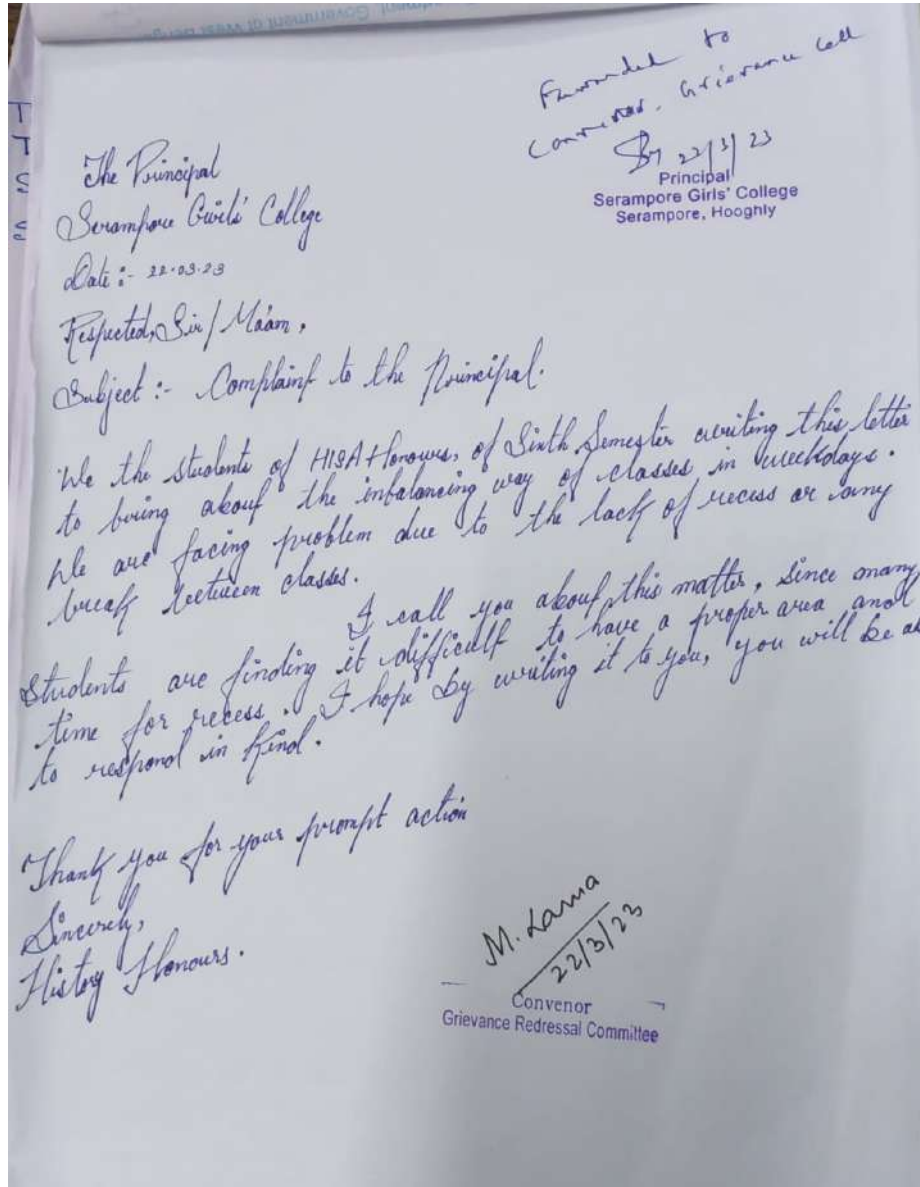 Forwarded to
Convenor, Grievance Cell
22/3/23
Principal
Serampore Girls' College
Serampore, Hooghly
The Principal
Serampore Girls' College
Date :- 22.03.23
Respected, Sir / Ma'am,
Subject :- Complaint to the Principal.
We the students of HISA Honours, of Sixth Semester writing this letter
to bring about the inbalancing way of classes in weekdays.
We are facing problem due to the lack of recess or any
break between classes.
I call you about this matter, since many
students are finding it difficult to have a proper area and
time for recess. I hope by writing it to you, you will be ab
to respond in kind.
Thank you for your prompt action
Sincerely,
History Honours.
M. Lama
22/3/23
Convenor
Grievance Redressal Committee